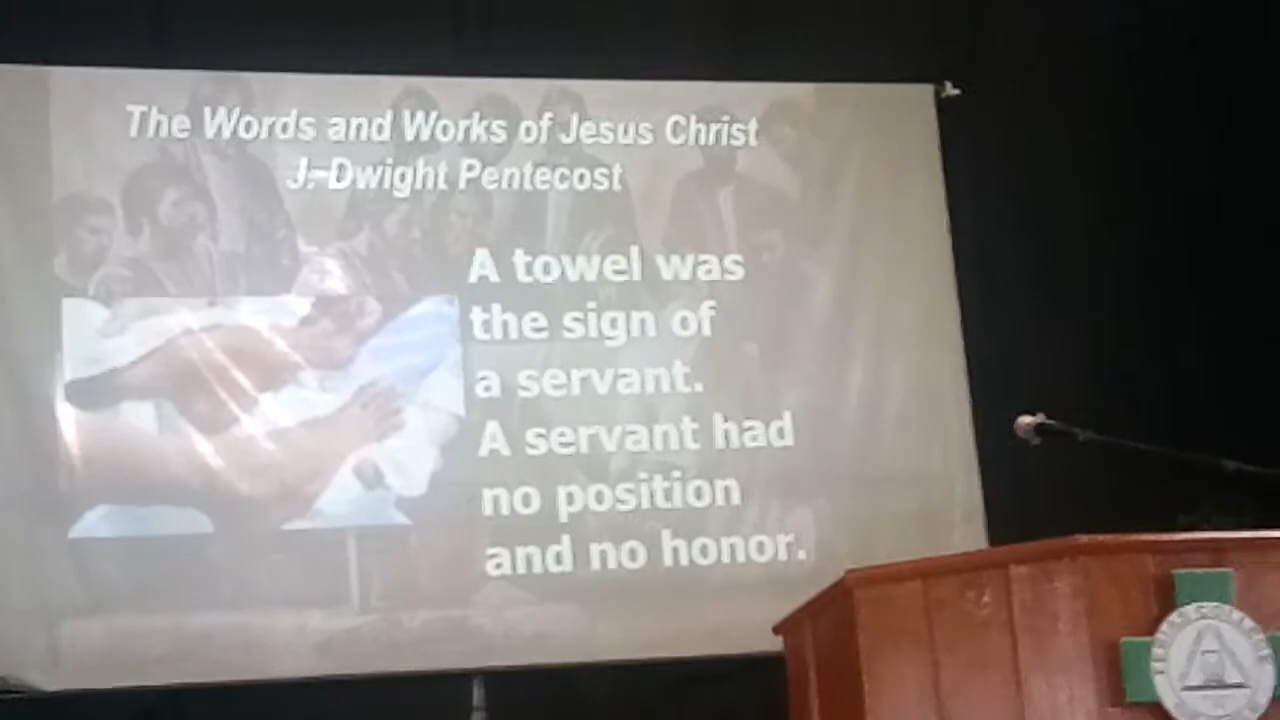 The Words and Works of Jesus Christ
J. Dwight Pentecost
A towel was
the sign of
a servant.
A servant had
no position
and no honor.